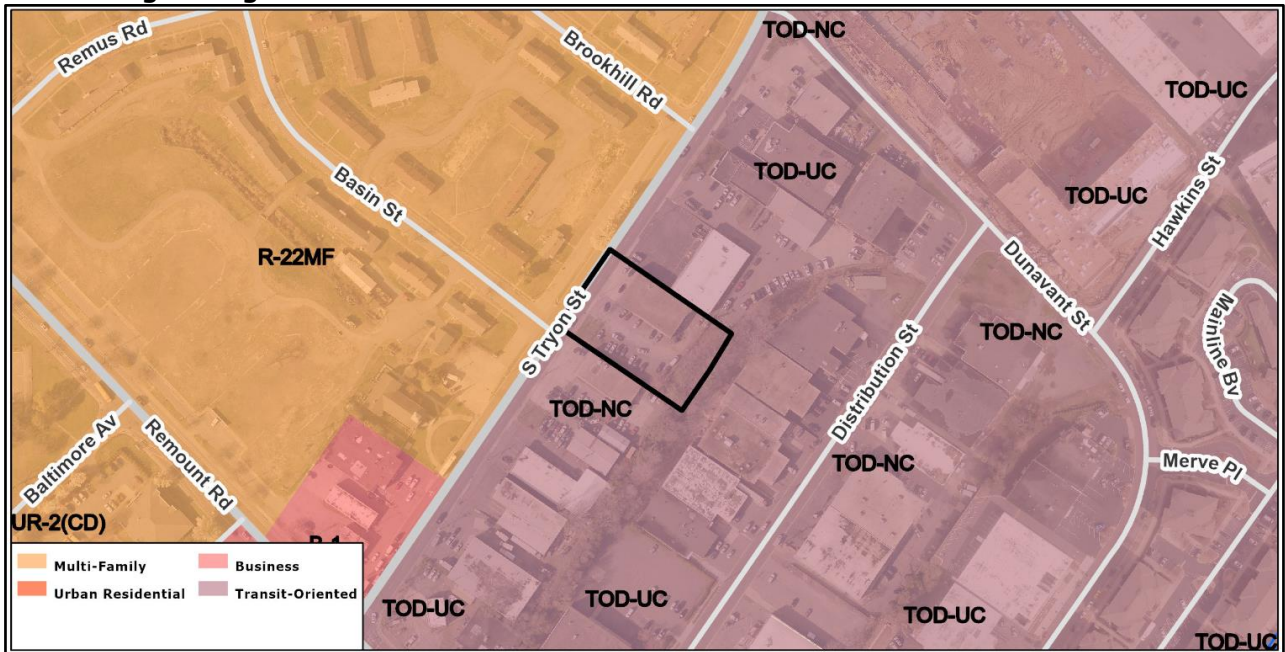 TOD-NC
Remus Rd
Brookhill Rd
TOD-UC
TOD-UC
TOD-UC
Hawkins St
Basin St
R-22MF
Dunavant St
Mainline Bv
S Tryon St
TOD-NC
Distribution St
TOD-NC
Baltimore Av
Remount Rd
TOD-NC
Merve Pl
UR-2(CD)
Multi-Family
Business
Urban Residential
Transit-Oriented
TOD-UC
TOD-UC
TOD-UC
TOD-UC